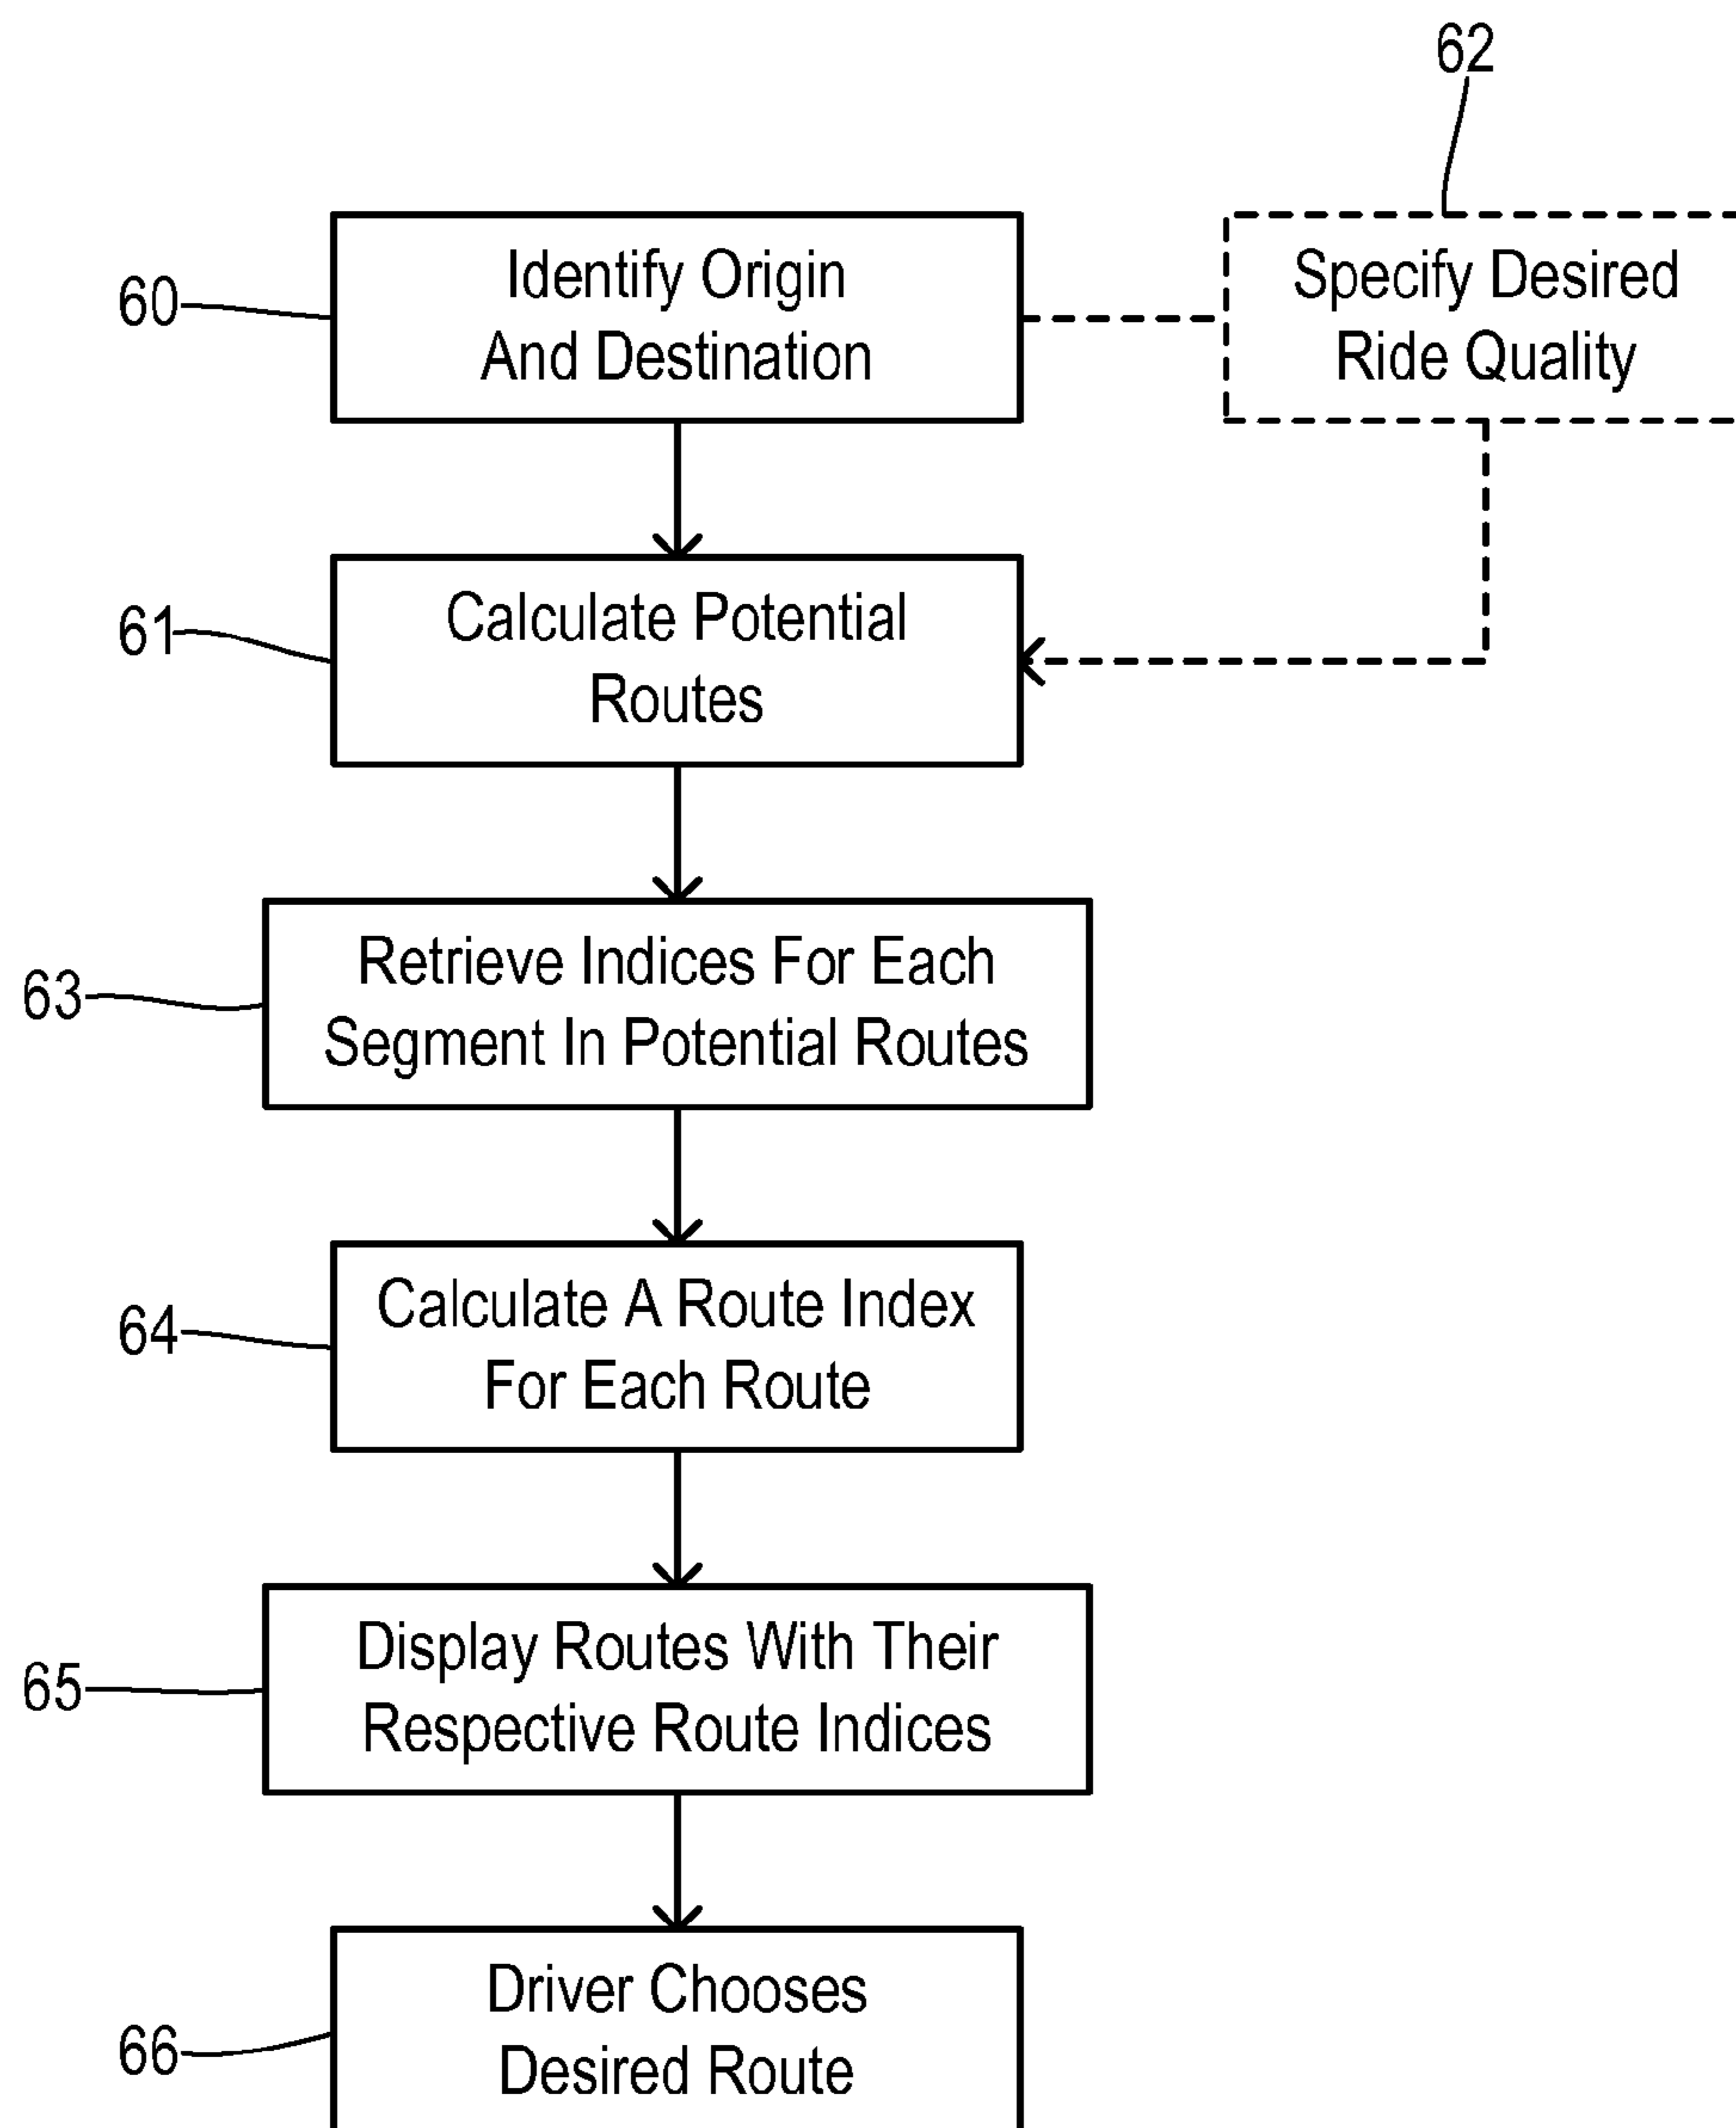 62
60
Identify Origin
And Destination
Specify Desired
Ride Quality
61
Calculate Potential
Routes
63
Retrieve Indices For Each
Segment In Potential Routes
64
Calculate A Route Index
For Each Route
65
Display Routes With Their
Respective Route Indices
66
Driver Chooses
Desired Route